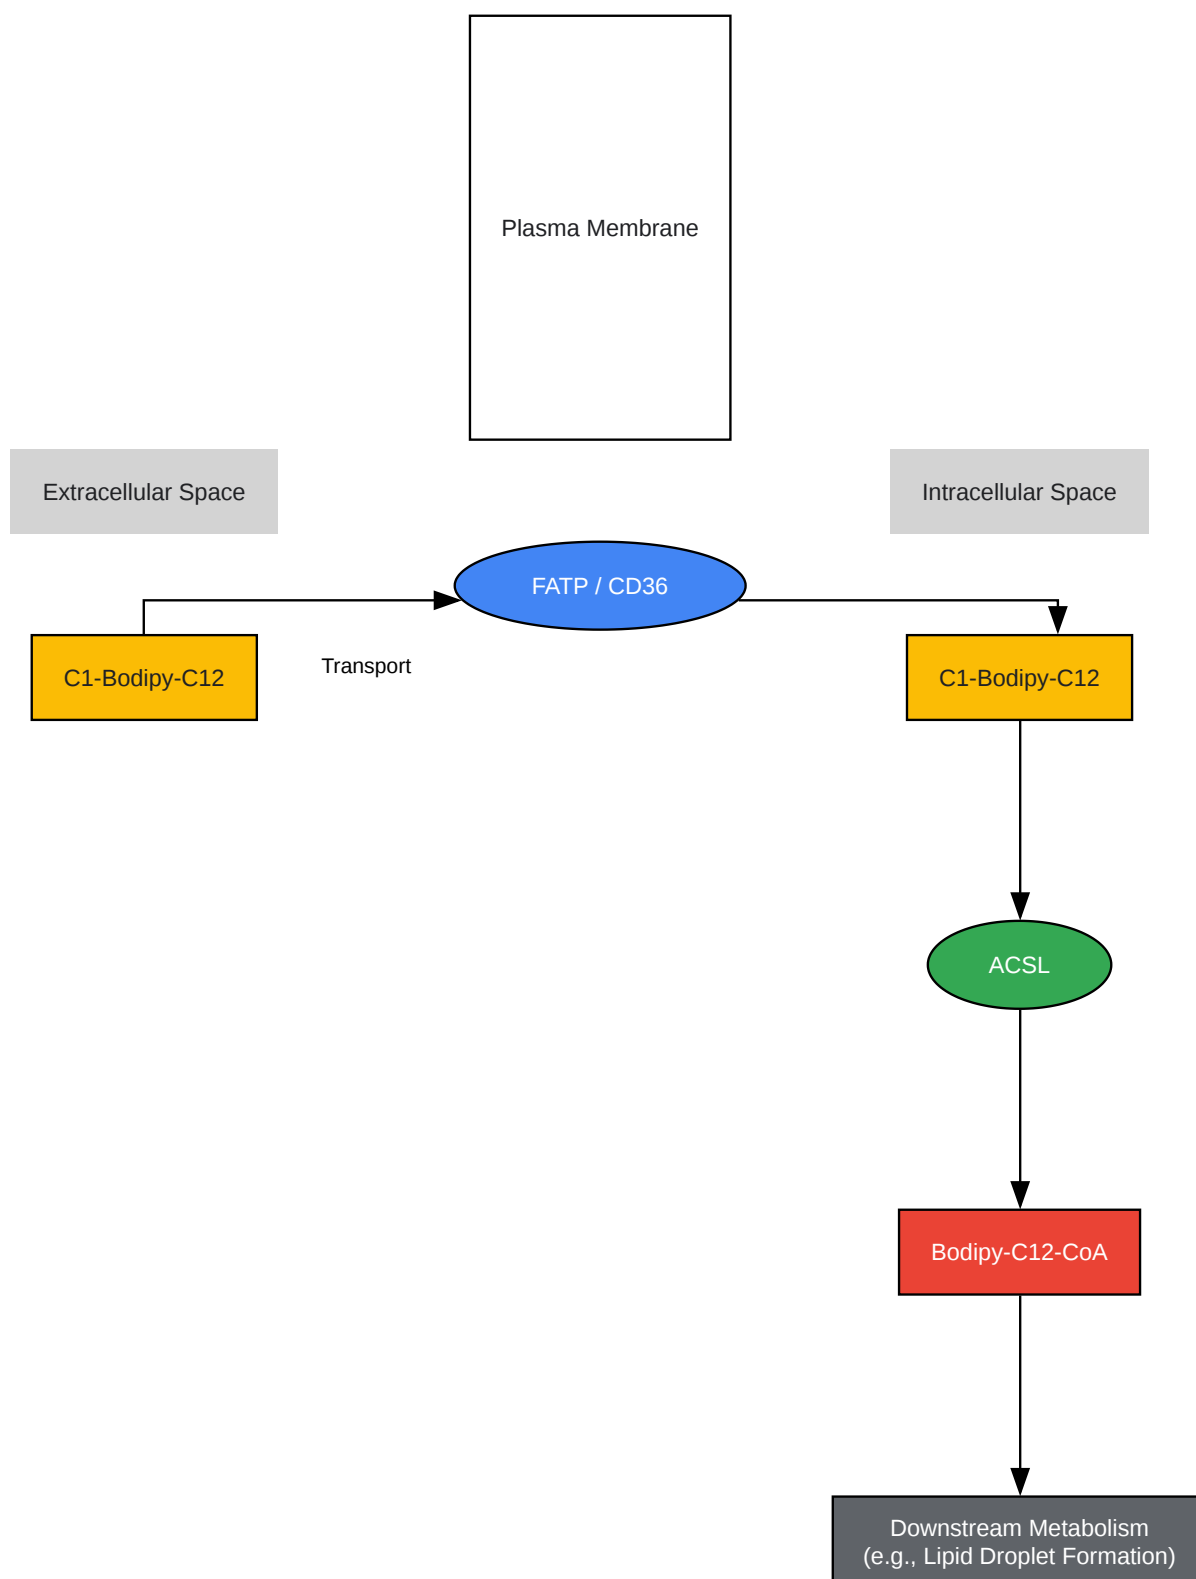 Plasma Membrane
Extracellular Space
Intracellular Space
FATP / CD36
Transport
C1-Bodipy-C12
C1-Bodipy-C12
ACSL
Bodipy-C12-CoA
Downstream Metabolism
(e.g., Lipid Droplet Formation)